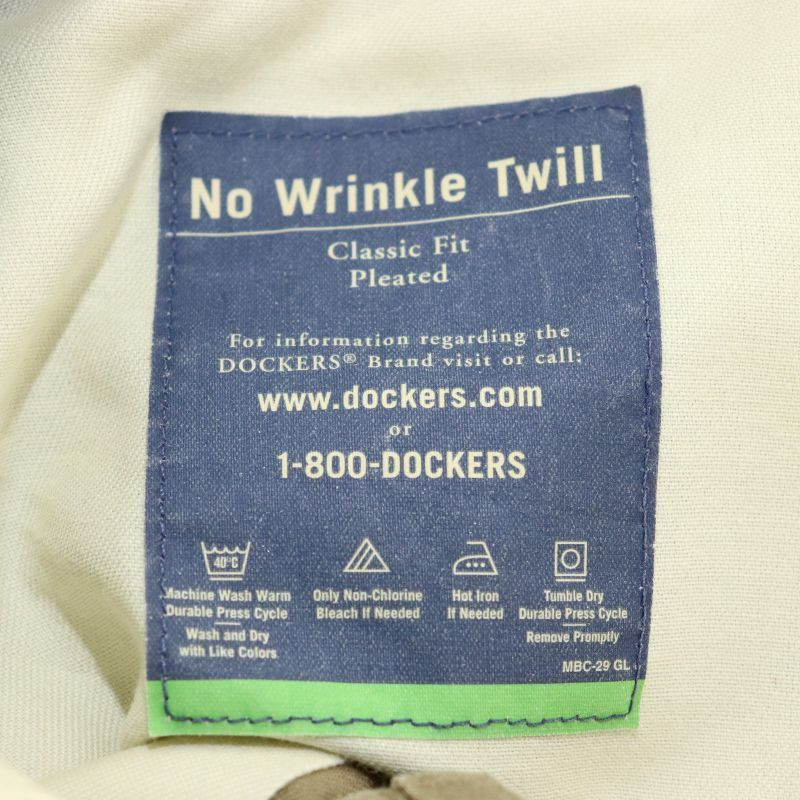 No Wrinkle Twill
Classic Fit
Pleated
For information regarding the
DOCKERS® Brand visit or call:
www.dockers.com
or
1-800-DOCKERS
40°C
Machine Wash Warm
Durable Press Cycle
Wash and Dry
with Like Colors
Only Non-Chlorine
Bleach If Needed
Hot Iron
If Needed
Tumble Dry
Durable Press Cycle
Remove Promptly
MBC-29 GL